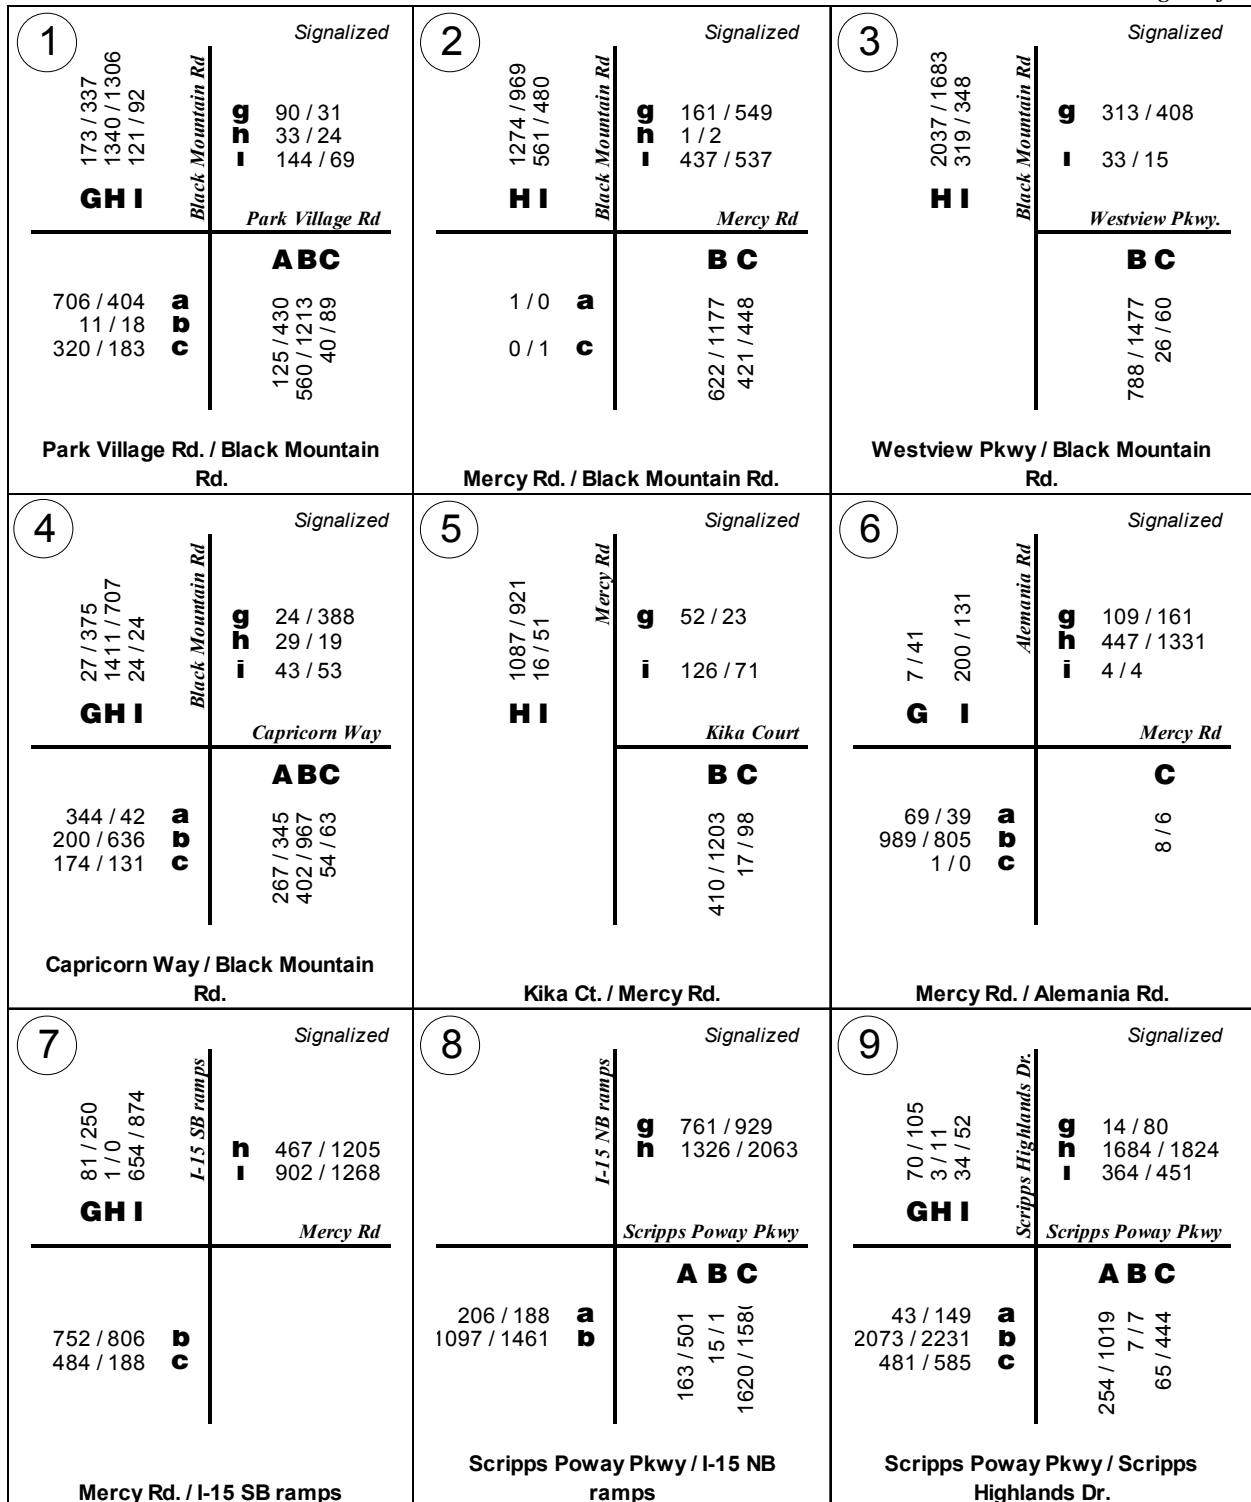 1
Signalized
173 / 337
1340 / 1306
121 / 92
Black Mountain Rd
g 90 / 31
h 33 / 24
i 144 / 69
G H I
Park Village Rd
A B C
706 / 404 a
11 / 18 b
320 / 183 c
125 / 430
560 / 1213
40 / 89
Park Village Rd. / Black Mountain
Rd.
2
Signalized
1274 / 969
561 / 480
Black Mountain Rd
g 161 / 549
h 1 / 2
i 437 / 537
H I
Mercy Rd
B C
1 / 0 a
0 / 1 c
622 / 1177
421 / 448
Mercy Rd. / Black Mountain Rd.
3
Signalized
2037 / 1683
319 / 348
Black Mountain Rd
g 313 / 408
i 33 / 15
H I
Westview Pkwy.
B C
788 / 1477
26 / 60
Westview Pkwy / Black Mountain
Rd.
4
Signalized
27 / 375
1411 / 707
24 / 24
Black Mountain Rd
g 24 / 388
h 29 / 19
i 43 / 53
G H I
Capricorn Way
A B C
344 / 42 a
200 / 636 b
174 / 131 c
267 / 345
402 / 967
54 / 63
Capricorn Way / Black Mountain
Rd.
5
Signalized
1087 / 921
16 / 51
Mercy Rd
g 52 / 23
i 126 / 71
H I
Kika Court
B C
410 / 1203
17 / 98
Kika Ct. / Mercy Rd.
6
Signalized
7 / 41
200 / 131
Alemania Rd
g 109 / 161
h 447 / 1331
i 4 / 4
G I
Mercy Rd
C
69 / 39 a
989 / 805 b
1 / 0 c
8 / 6
Mercy Rd. / Alemania Rd.
7
Signalized
81 / 250
1 / 0
654 / 874
I-15 SB ramps
h 467 / 1205
i 902 / 1268
G H I
Mercy Rd
752 / 806 b
484 / 188 c
Mercy Rd. / I-15 SB ramps
8
Signalized
I-15 NB ramps
g 761 / 929
h 1326 / 2063
Scripps Poway Pkwy
A B C
206 / 188 a
1097 / 1461 b
163 / 501
15 / 1
1620 /
Scripps Poway Pkwy / I-15 NB
ramps
9
Signalized
70 / 105
3 / 11
34 / 52
Scripps Highlands Dr.
g 14 / 80
h 1684 / 1824
i 364 / 451
G H I
Scripps Poway Pkwy
A B C
43 / 149 a
2073 / 2231 b
481 / 585 c
254 / 1019
7 / 7
65 / 444
Scripps Poway Pkwy / Scripps
Highlands Dr.